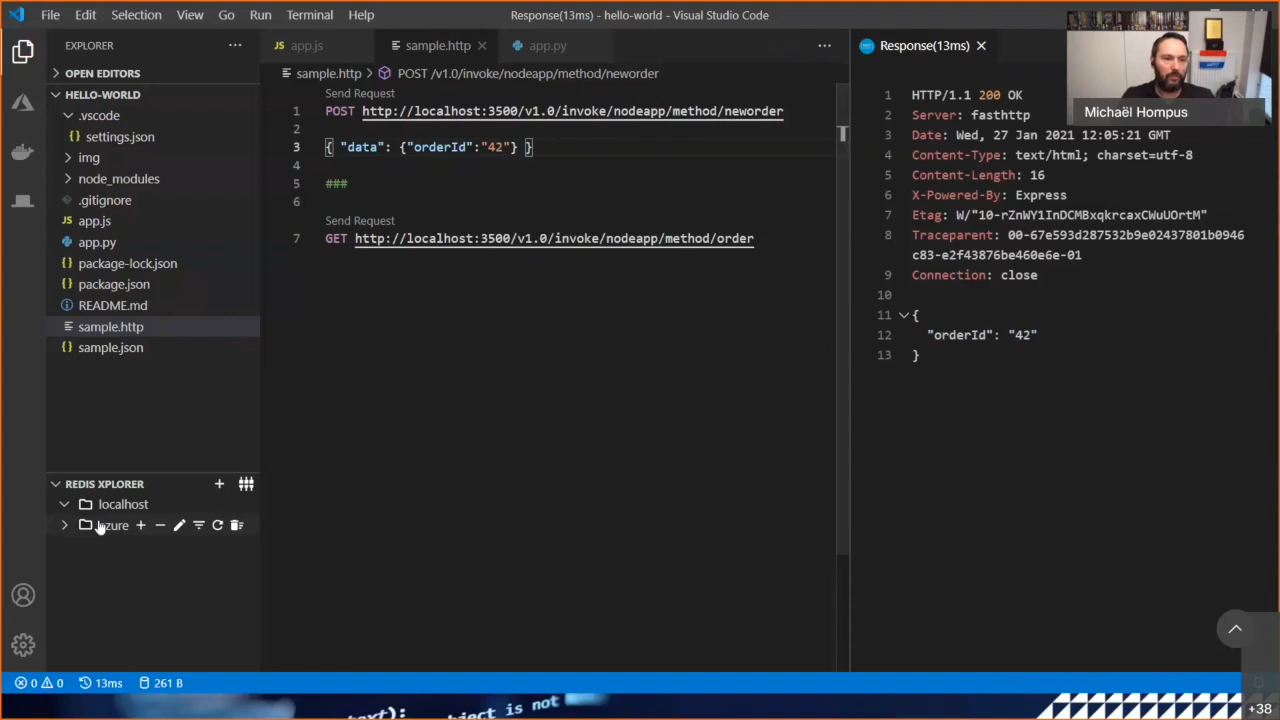 File Edit Selection View Go Run Terminal Help
Response(13ms) - hello-world - Visual Studio Code
EXPLORER
OPEN EDITORS
HELLO-WORLD
.vscode
settings.json
img
node_modules
.gitignore
app.js
app.py
package-lock.json
package.json
README.md
sample.http
sample.json
REDIS XPLORER
localhost
azure
app.js sample.http app.py
sample.http > POST /v1.0/invoke/nodeapp/method/neworder
Send Request
1 POST http://localhost:3500/v1.0/invoke/nodeapp/method/neworder
2
3 { "data": {"orderId":"42"} }
4
5 ###
6
Send Request
7 GET http://localhost:3500/v1.0/invoke/nodeapp/method/order
Response(13ms)
1 HTTP/1.1 200 OK
2 Server: fasthttp
3 Date: Wed, 27 Jan 2021 12:05:21 GMT
4 Content-Type: text/html; charset=utf-8
5 Content-Length: 16
6 X-Powered-By: Express
7 Etag: W/"10-rZnWY1InDCMBxqkrcaxCWuUOrtM"
8 Traceparent: 00-67e593d287532b9e02437801b0946
c83-e2f43876be460e6e-01
9 Connection: close
10
11 {
12 "orderId": "42"
13 }
Michaël Hompus
0 0 13ms 261 B
text): bject is not
+38